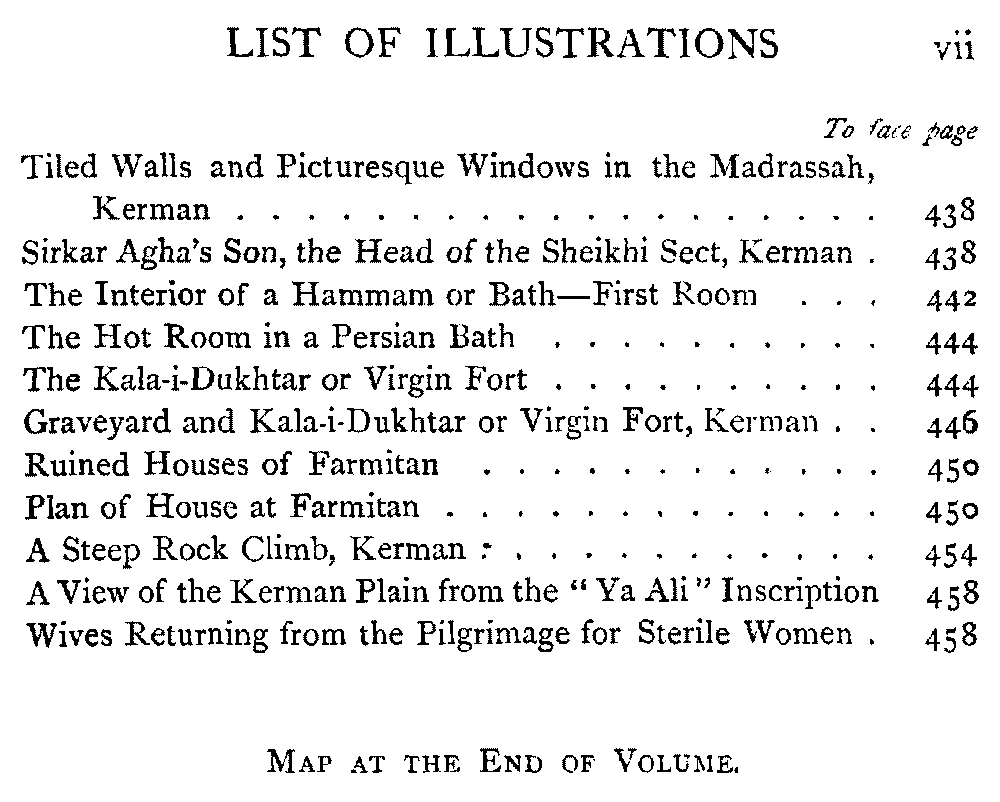 LIST OF ILLUSTRATIONS vii
To face page
Tiled Walls and Picturesque Windows in the Madrassah,
Kerman . . . . . . . . . . . . . . . . . . . 438
Sirkar Agha's Son, the Head of the Sheikhi Sect, Kerman . 438
The Interior of a Hammam or Bath—First Room . . . 442
The Hot Room in a Persian Bath . . . . . . . . . . 444
The Kala-i-Dukhtar or Virgin Fort . . . . . . . . . . 444
Graveyard and Kala-i-Dukhtar or Virgin Fort, Kerman . . 446
Ruined Houses of Farmitan . . . . . . . . . . . . 450
Plan of House at Farmitan . . . . . . . . . . . . . 450
A Steep Rock Climb, Kerman . . . . . . . . . . . . 454
A View of the Kerman Plain from the “Ya Ali” Inscription 458
Wives Returning from the Pilgrimage for Sterile Women . 458
MAP AT THE END OF VOLUME.